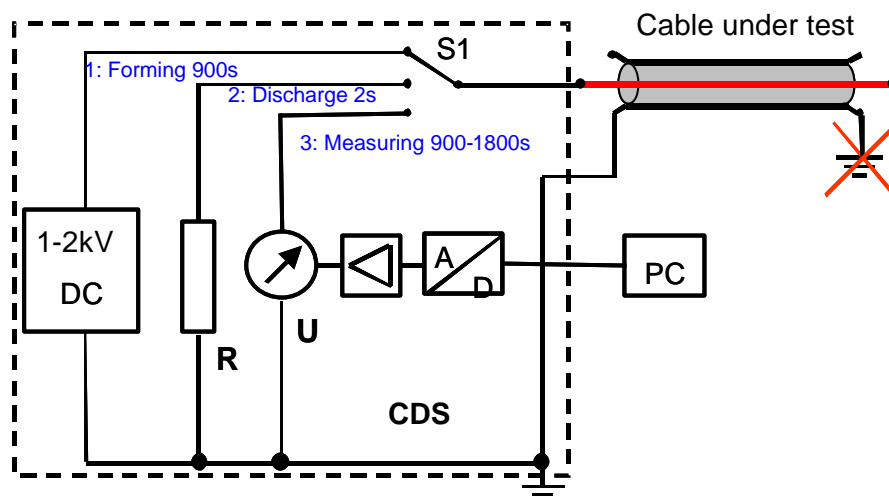 Cable under test
S1
1: Forming 900s
2: Discharge 2s
3: Measuring 900-1800s
1-2kV
DC
A
D
PC
U
R
CDS